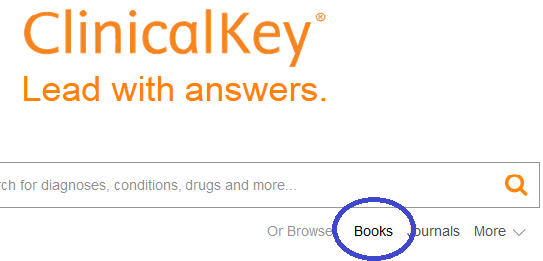 ClinicalKey®
Lead with answers.
rch for diagnoses, conditions, drugs and more...
Or Browse Books Journals More